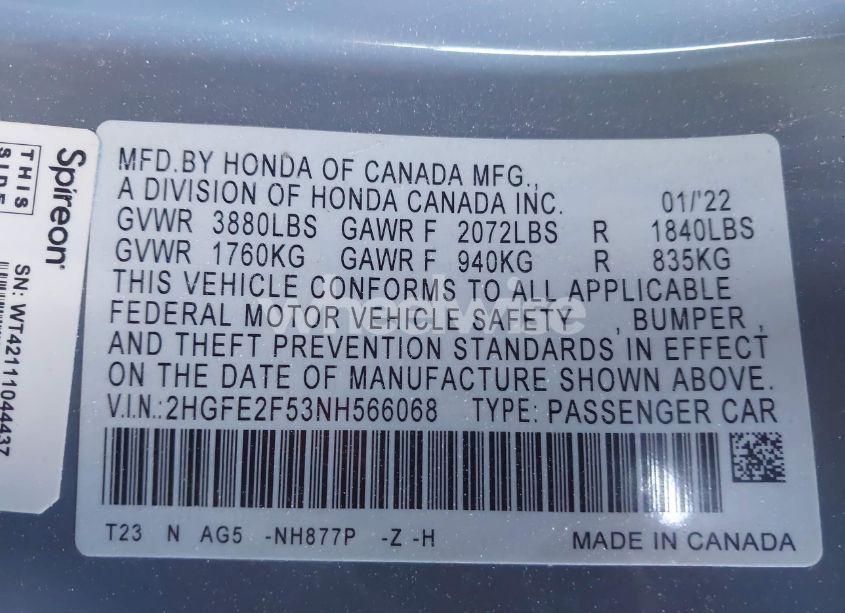 MFD.BY HONDA OF CANADA MFG.,
A DIVISION OF HONDA CANADA INC. 01/'22
GVWR 3880LBS GAWR F 2072LBS R 1840LBS
GVWR 1760KG GAWR F 940KG R 835KG
THIS VEHICLE CONFORMS TO ALL APPLICABLE
FEDERAL MOTOR VEHICLE SAFETY , BUMPER ,
AND THEFT PREVENTION STANDARDS IN EFFECT
ON THE DATE OF MANUFACTURE SHOWN ABOVE.
V.I.N.:2HGFE2F53NH566068 TYPE: PASSENGER CAR
T23 N AG5 -NH877P -Z -H MADE IN CANADA
Spireon
THIS
SIDE
SN: WT42111044437
wheelwise